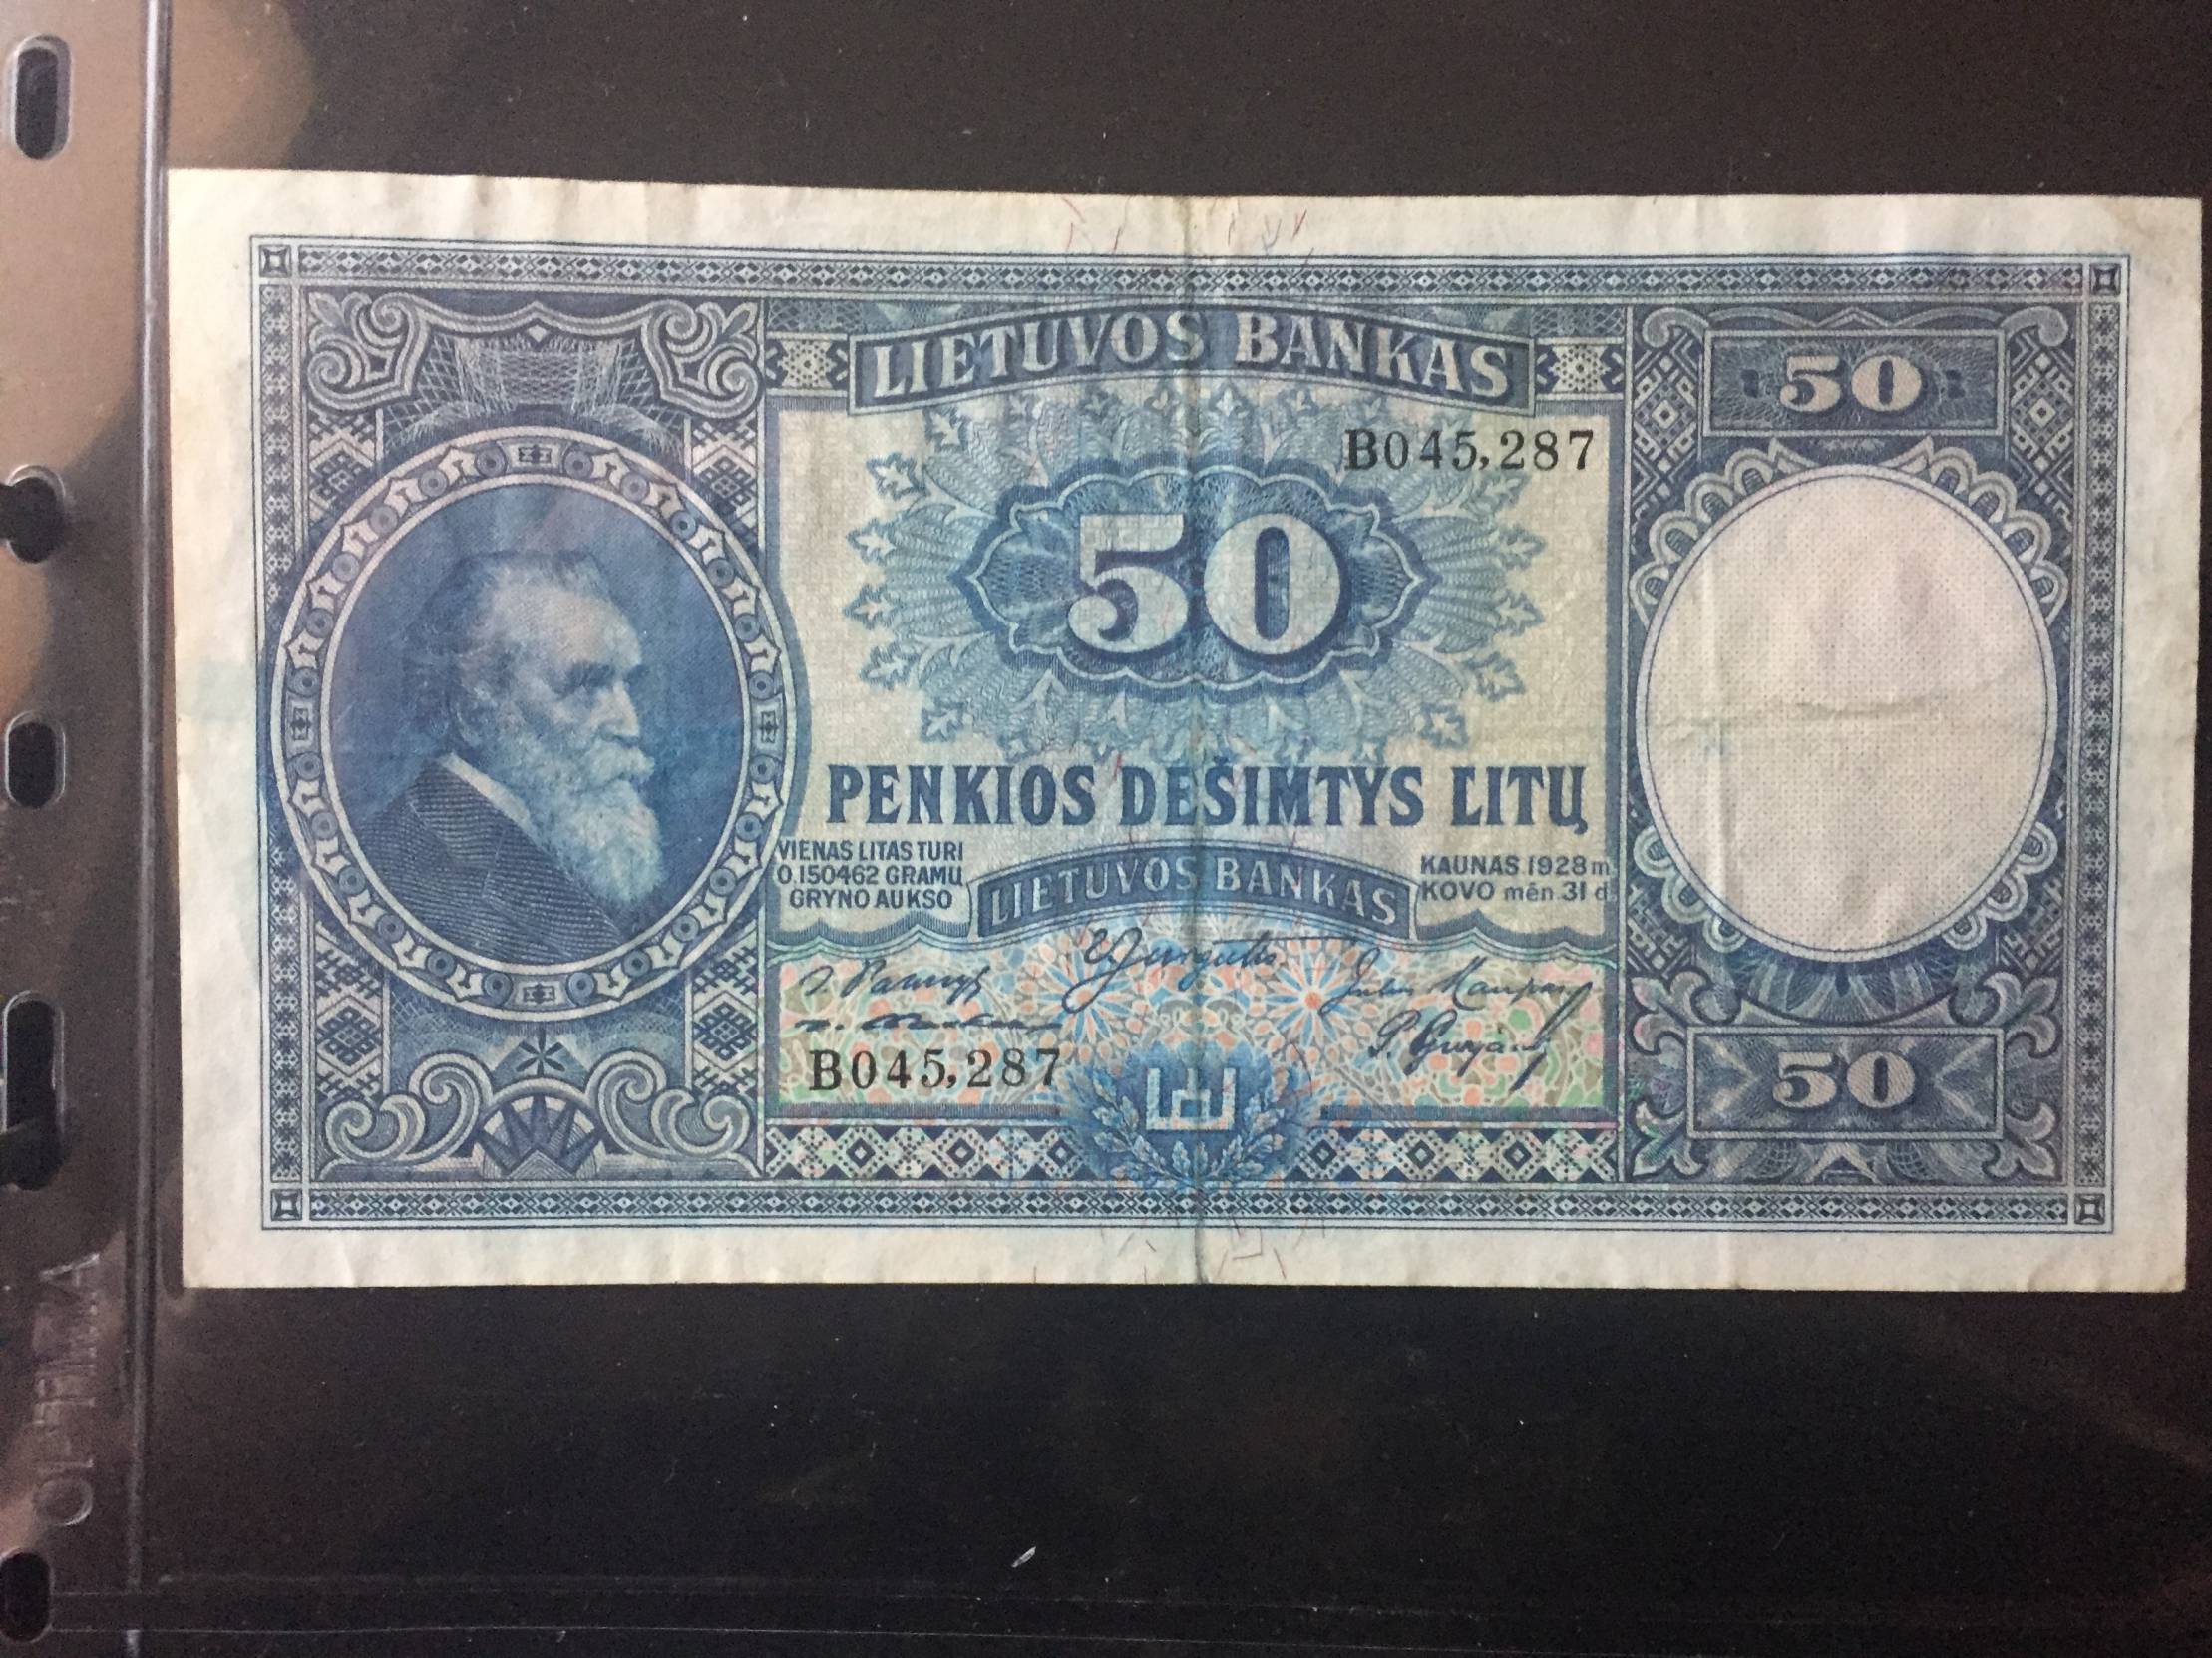 LIETUVOS BANKAS
50
B045,287
50
PENKIOS DEŠIMTYS LITŲ
VIENAS LITAS TURI
0.150462 GRAMŲ
GRYNO AUKSO
LIETUVOS BANKAS
KAUNAS 1928 m
KOVO mėn. 31 d.
B045,287
50